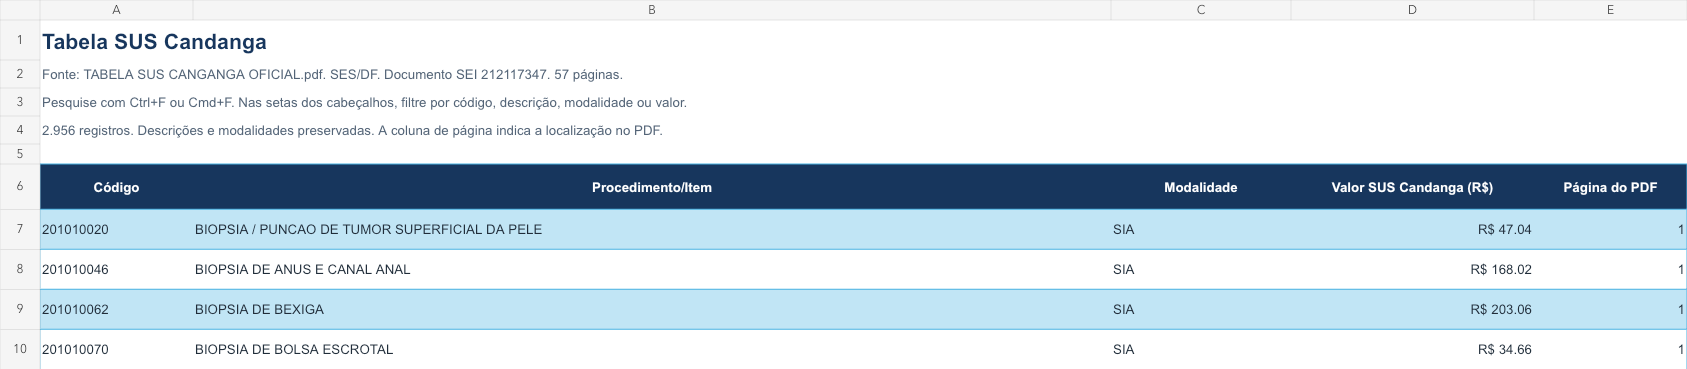 A B C D E
1 Tabela SUS Candanga
2 Fonte: TABELA SUS CANGANGA OFICIAL.pdf. SES/DF. Documento SEI 212117347. 57 páginas.
3 Pesquise com Ctrl+F ou Cmd+F. Nas setas dos cabeçalhos, filtre por código, descrição, modalidade ou valor.
4 2.956 registros. Descrições e modalidades preservadas. A coluna de página indica a localização no PDF.
5
6 Código Procedimento/Item Modalidade Valor SUS Candanga (R$) Página do PDF
7 201010020 BIOPSIA / PUNCAO DE TUMOR SUPERFICIAL DA PELE SIA R$ 47.04 1
8 201010046 BIOPSIA DE ANUS E CANAL ANAL SIA R$ 168.02 1
9 201010062 BIOPSIA DE BEXIGA SIA R$ 203.06 1
10 201010070 BIOPSIA DE BOLSA ESCROTAL SIA R$ 34.66 1